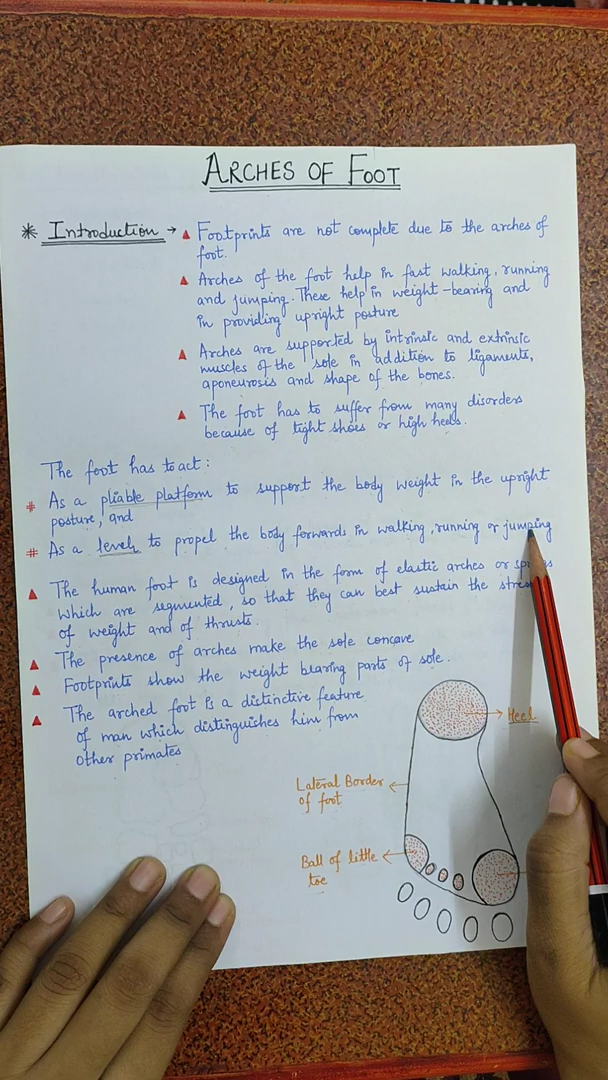 ARCHES OF FOOT
* Introduction → ▲ Footprints are not complete due to the arches of
foot.
▲ Arches of the foot help in fast walking, running
and jumping. These help in weight-bearing and
in providing upright posture
▲ Arches are supported by intrinsic and extrinsic
muscles of the sole in addition to ligaments,
aponeurosis and shape of the bones.
▲ The foot has to suffer from many disorders
because of tight shoes or high heels.
The foot has to act :
# As a pliable platform to support the body weight in the upright
posture, and
# As a levels to propel the body forwards in walking, running or jumping
▲ The human foot is designed in the form of elastic arches or
which are segmented, so that they can best sustain the
of weight and of thrusts.
▲ The presence of arches make the sole concave
▲ Footprints show the weight bearing parts of sole.
▲ The arched foot is a distinctive feature
of man which distinguishes him from
other primates
Heel
Lateral Border
of foot
Ball of little
toe